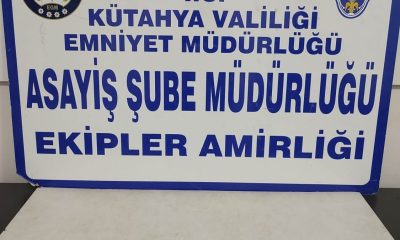 KÜTAHYA VALİLİĞİ
EMNİYET MÜDÜRLÜĞÜ
ASAYİŞ ŞUBE MÜDÜRLÜĞÜ
EKİPLER AMİRLİĞİ